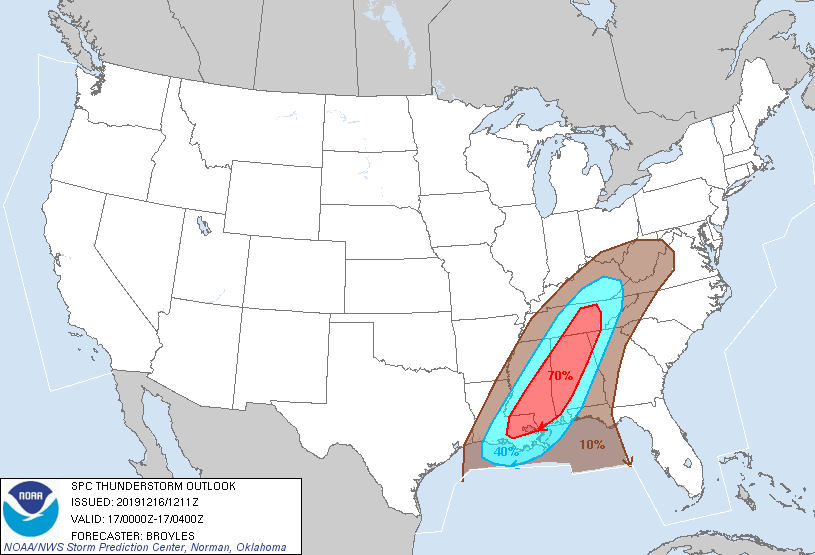 70%
10%
40%
NOAA
SPC THUNDERSTORM OUTLOOK
ISSUED: 20191216/1211Z
VALID: 17/0000Z-17/0400Z
FORECASTER: BROYLES
NOAA/NWS Storm Prediction Center, Norman, Oklahoma